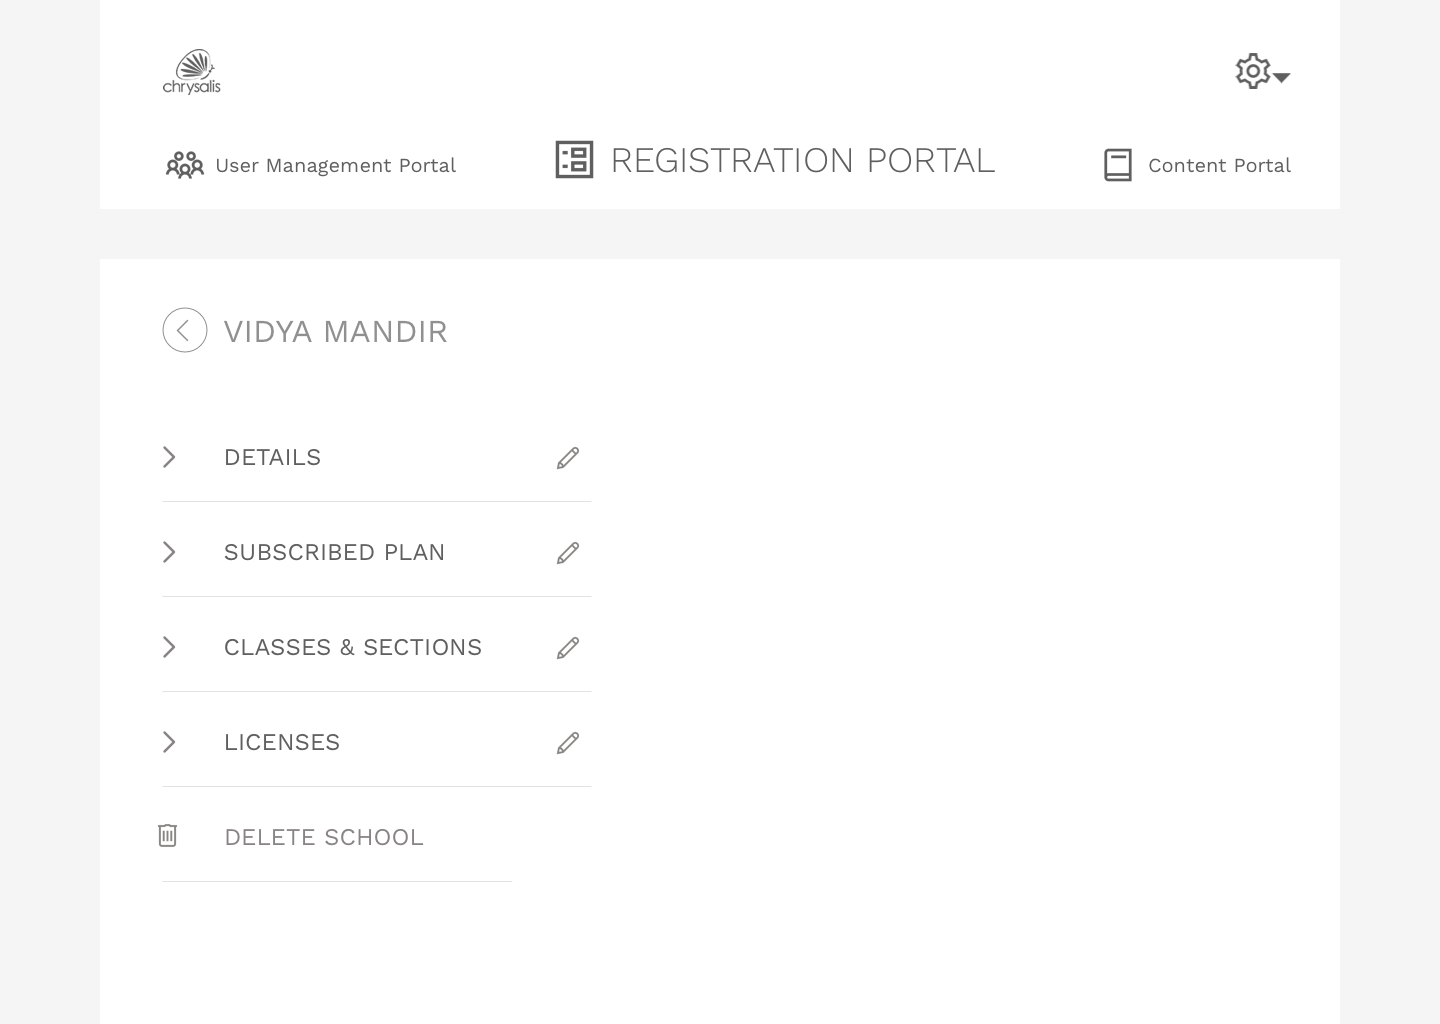 chrysalis
User Management Portal
REGISTRATION PORTAL
Content Portal
VIDYA MANDIR
DETAILS
SUBSCRIBED PLAN
CLASSES & SECTIONS
LICENSES
DELETE SCHOOL